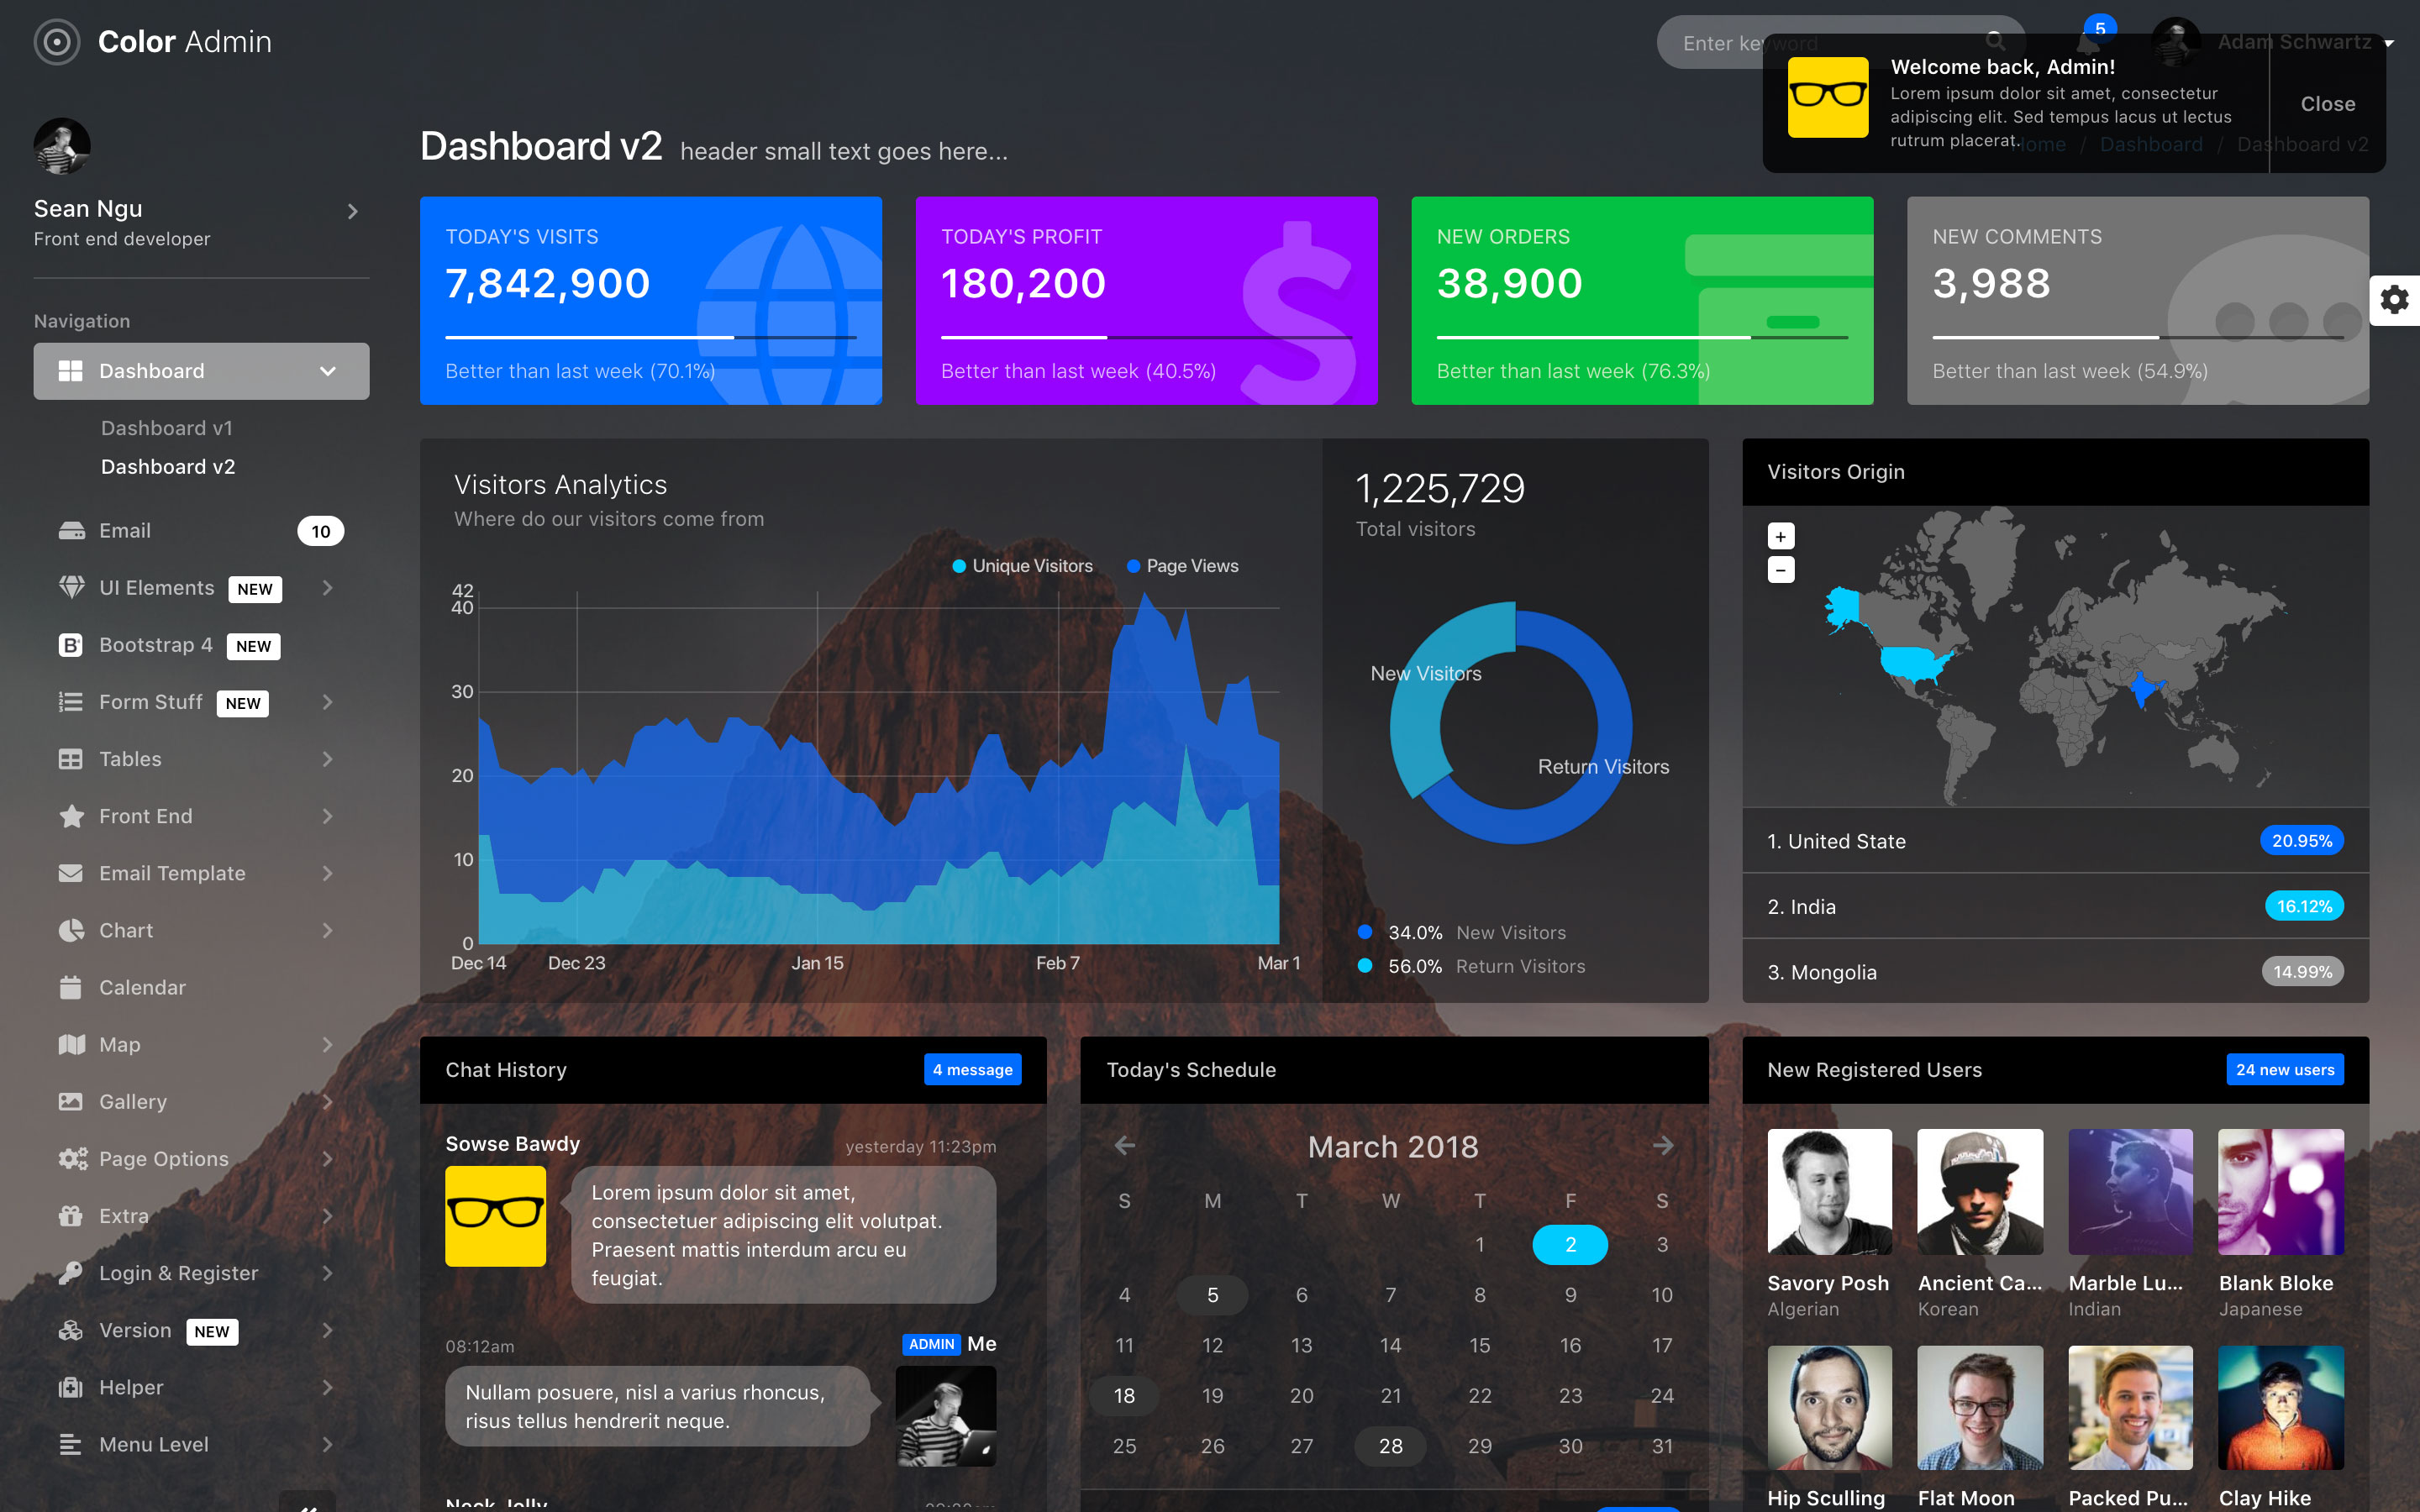 Color Admin
Enter keyword
5
Adam Schwartz
Welcome back, Admin!
Lorem ipsum dolor sit amet, consectetur
adipiscing elit. Sed tempus lacus ut lectus
rutrum placerat.
Close
Home / Dashboard / Dashboard v2
Sean Ngu
Front end developer
Navigation
Dashboard
Dashboard v1
Dashboard v2
Email 10
UI Elements NEW
Bootstrap 4 NEW
Form Stuff NEW
Tables
Front End
Email Template
Chart
Calendar
Map
Gallery
Page Options
Extra
Login & Register
Version NEW
Helper
Menu Level
Dashboard v2 header small text goes here...
TODAY'S VISITS
7,842,900
Better than last week (70.1%)
TODAY'S PROFIT
180,200
Better than last week (40.5%)
NEW ORDERS
38,900
Better than last week (76.3%)
NEW COMMENTS
3,988
Better than last week (54.9%)
Visitors Analytics
Where do our visitors come from
Unique Visitors Page Views
42
40
30
20
10
0
Dec 14 Dec 23 Jan 15 Feb 7 Mar 1
1,225,729
Total visitors
New Visitors
Return Visitors
34.0% New Visitors
56.0% Return Visitors
Visitors Origin
+
−
1. United State 20.95%
2. India 16.12%
3. Mongolia 14.99%
Chat History 4 message
Sowse Bawdy yesterday 11:23pm
Lorem ipsum dolor sit amet,
consectetuer adipiscing elit volutpat.
Praesent mattis interdum arcu eu
feugiat.
08:12am ADMIN Me
Nullam posuere, nisl a varius rhoncus,
risus tellus hendrerit neque.
Neck Jolly
Today's Schedule
March 2018
S M T W T F S
1 2 3
4 5 6 7 8 9 10
11 12 13 14 15 16 17
18 19 20 21 22 23 24
25 26 27 28 29 30 31
New Registered Users 24 new users
Savory Posh Ancient Ca... Marble Lu... Blank Bloke
Algerian Korean Indian Japanese
Hip Sculling Flat Moon Packed Pu... Clay Hike